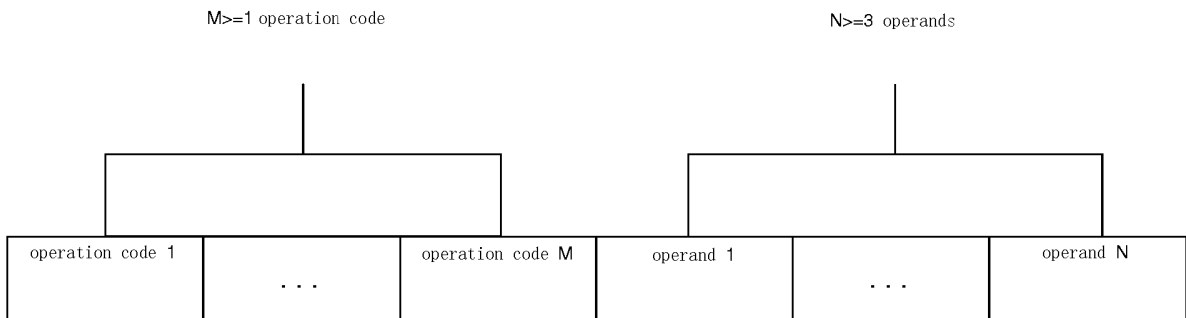 M>=1 operation code
N>=3 operands
operation code 1
operation code M
operand 1
operand N
...
...